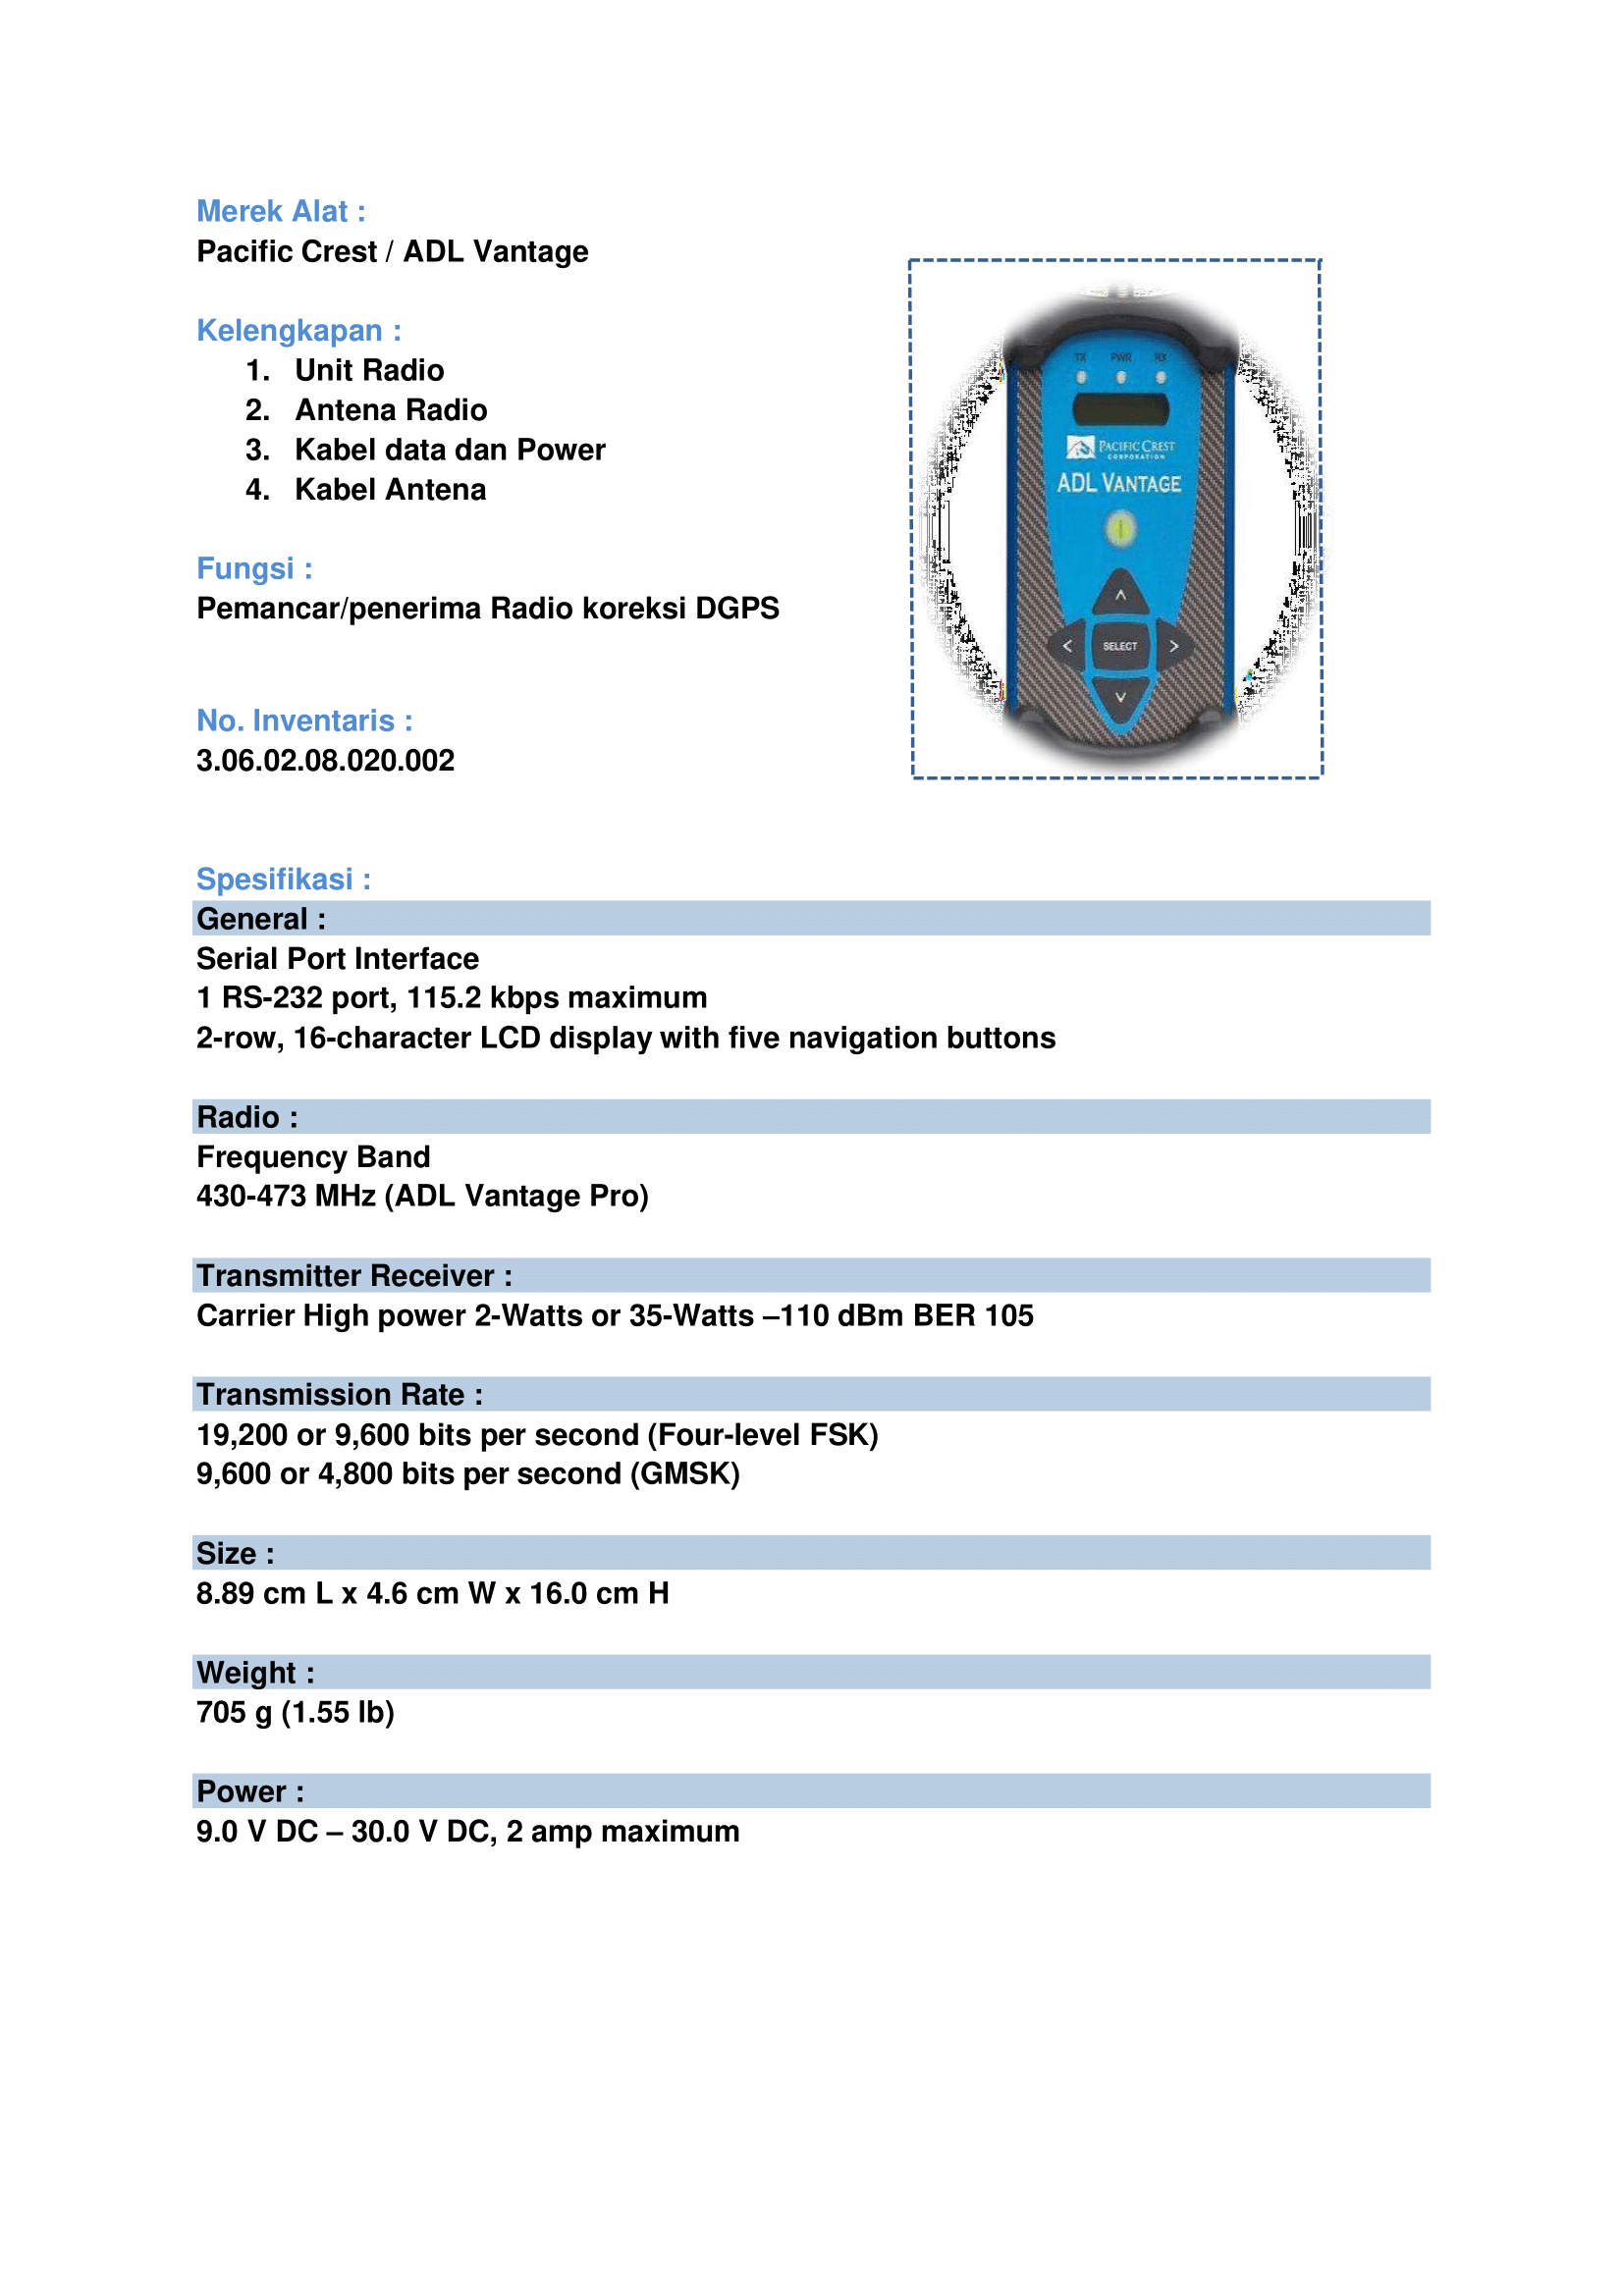 Merek Alat :
Pacific Crest / ADL Vantage
Kelengkapan :
1. Unit Radio
2. Antena Radio
3. Kabel data dan Power
4. Kabel Antena
Fungsi :
Pemancar/penerima Radio koreksi DGPS
No. Inventaris :
3.06.02.08.020.002
TX PWR RX
PACIFIC CREST
CORPORATION
ADL VANTAGE
SELECT
Spesifikasi :
General :
Serial Port Interface
1 RS-232 port, 115.2 kbps maximum
2-row, 16-character LCD display with five navigation buttons
Radio :
Frequency Band
430-473 MHz (ADL Vantage Pro)
Transmitter Receiver :
Carrier High power 2-Watts or 35-Watts –110 dBm BER 105
Transmission Rate :
19,200 or 9,600 bits per second (Four-level FSK)
9,600 or 4,800 bits per second (GMSK)
Size :
8.89 cm L x 4.6 cm W x 16.0 cm H
Weight :
705 g (1.55 lb)
Power :
9.0 V DC – 30.0 V DC, 2 amp maximum